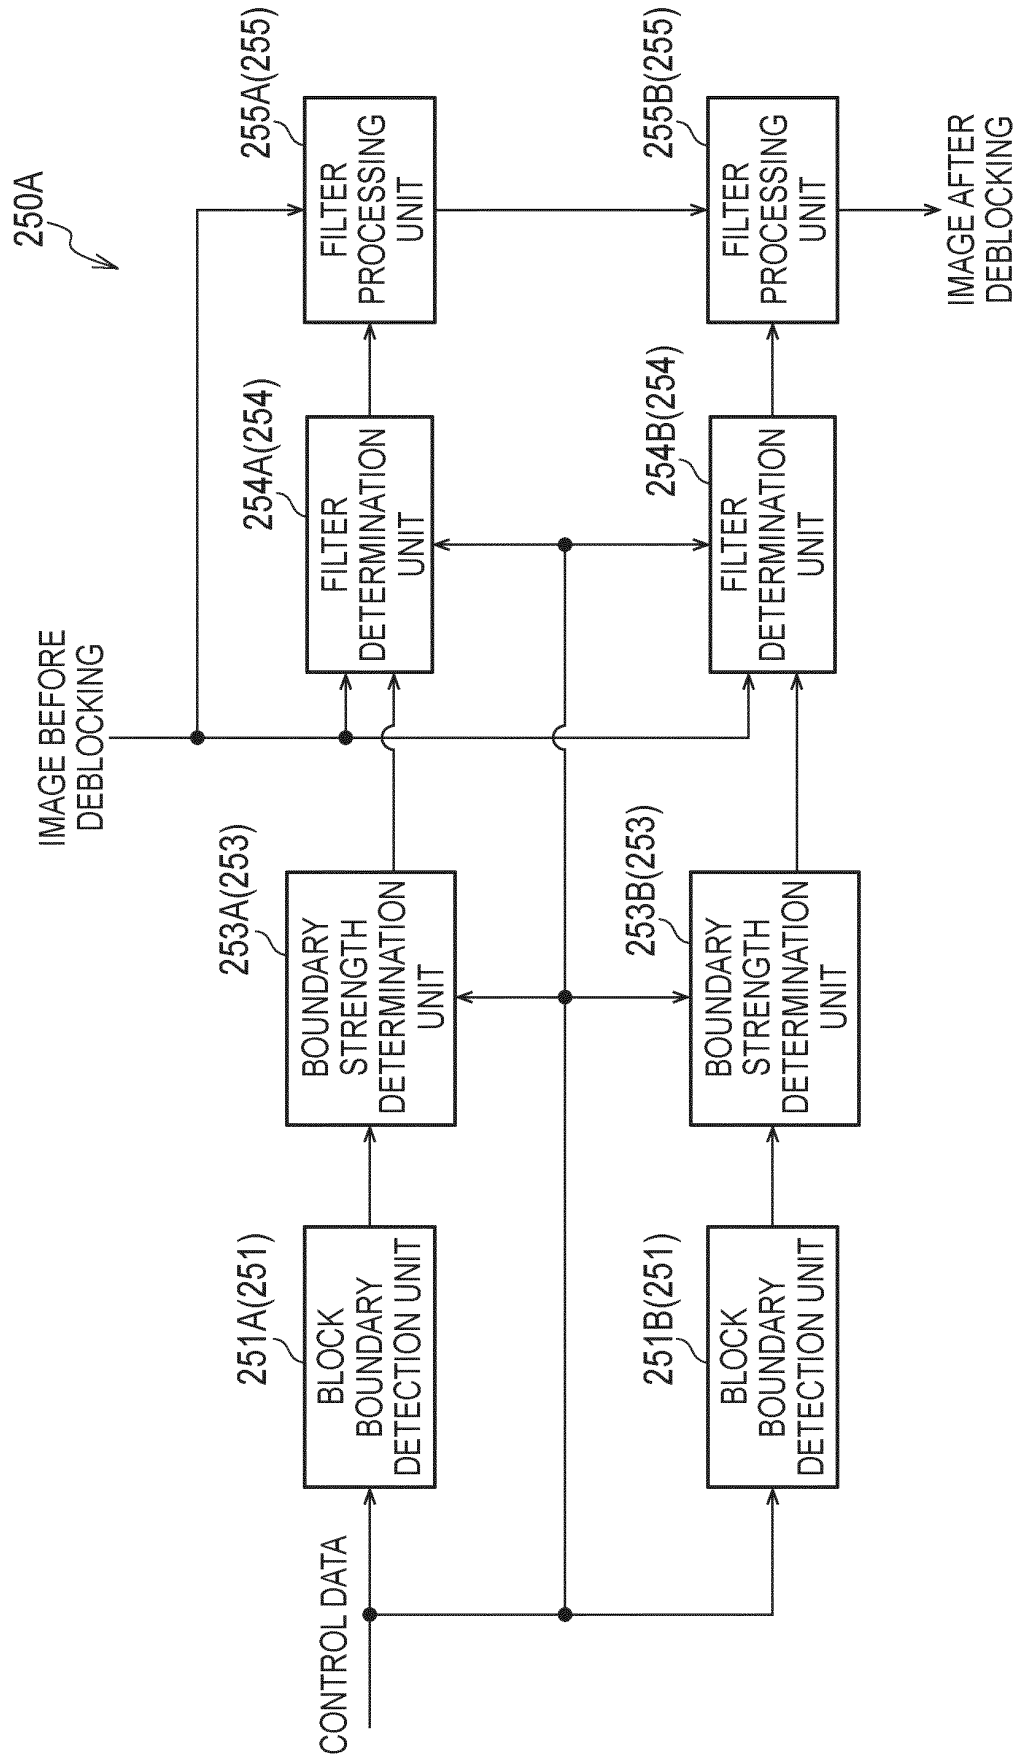 250A
IMAGE BEFORE
DEBLOCKING
251A(251)
253A(253)
254A(254)
255A(255)
CONTROL DATA
BLOCK
BOUNDARY
DETECTION UNIT
BOUNDARY
STRENGTH
DETERMINATION
UNIT
FILTER
DETERMINATION
UNIT
FILTER
PROCESSING
UNIT
251B(251)
253B(253)
254B(254)
255B(255)
BLOCK
BOUNDARY
DETECTION UNIT
BOUNDARY
STRENGTH
DETERMINATION
UNIT
FILTER
DETERMINATION
UNIT
FILTER
PROCESSING
UNIT
IMAGE AFTER
DEBLOCKING